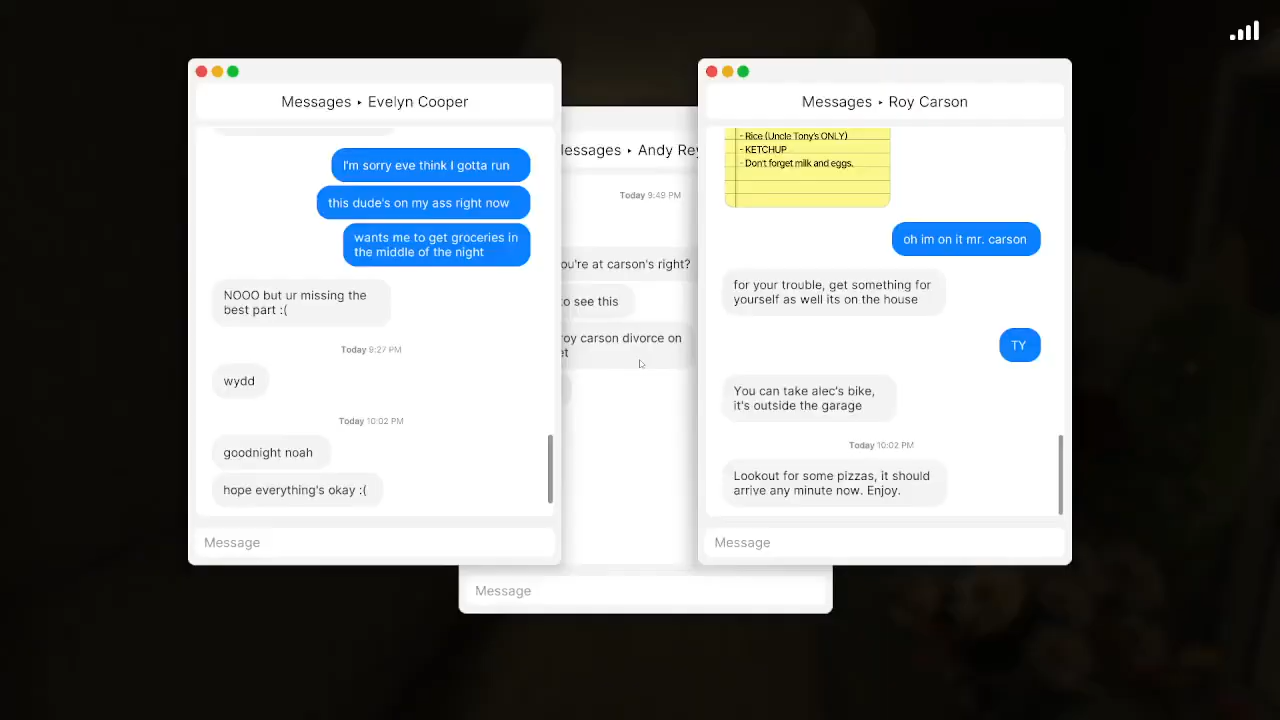 Messages ▸ Evelyn Cooper
I'm sorry eve think I gotta run
this dude's on my ass right now
wants me to get groceries in
the middle of the night
NOOO but ur missing the
best part :(
Today 9:27 PM
wydd
Today 10:02 PM
goodnight noah
hope everything's okay :(
Message
Messages ▸ Andy Rey
Today 9:49 PM
ou're at carson's right?
to see this
roy carson divorce on
et
Message
Messages ▸ Roy Carson
- Rice (Uncle Tony's ONLY)
- KETCHUP
- Don't forget milk and eggs.
oh im on it mr. carson
for your trouble, get something for
yourself as well its on the house
TY
You can take alec's bike,
it's outside the garage
Today 10:02 PM
Lookout for some pizzas, it should
arrive any minute now. Enjoy.
Message